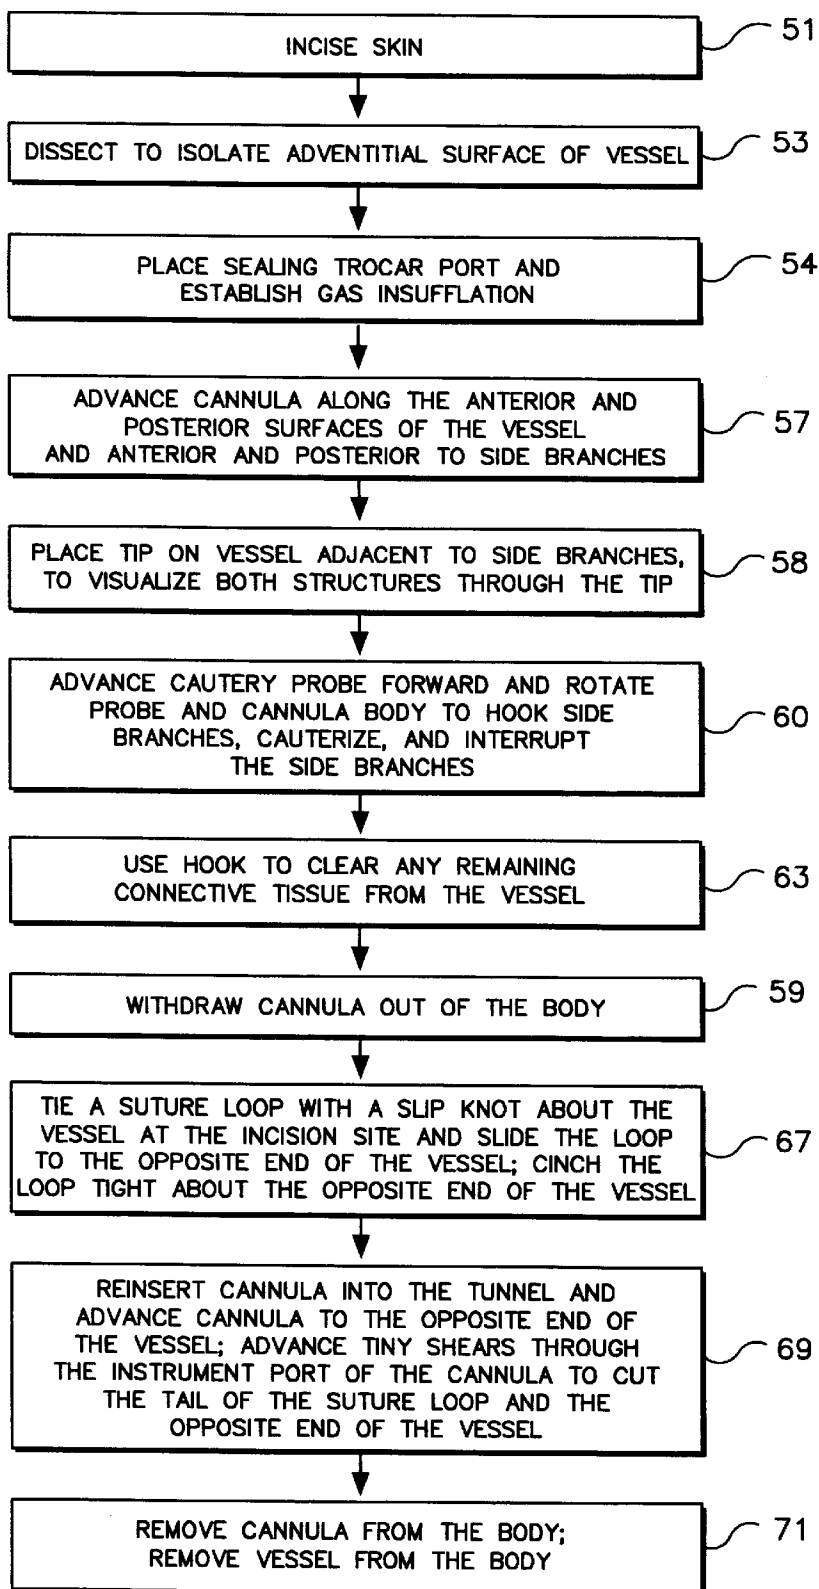 INCISE SKIN
51
DISSECT TO ISOLATE ADVENTITIAL SURFACE OF VESSEL
53
PLACE SEALING TROCAR PORT AND
ESTABLISH GAS INSUFFLATION
54
ADVANCE CANNULA ALONG THE ANTERIOR AND
POSTERIOR SURFACES OF THE VESSEL
AND ANTERIOR AND POSTERIOR TO SIDE BRANCHES
57
PLACE TIP ON VESSEL ADJACENT TO SIDE BRANCHES,
TO VISUALIZE BOTH STRUCTURES THROUGH THE TIP
58
ADVANCE CAUTERY PROBE FORWARD AND ROTATE
PROBE AND CANNULA BODY TO HOOK SIDE
BRANCHES, CAUTERIZE, AND INTERRUPT
THE SIDE BRANCHES
60
USE HOOK TO CLEAR ANY REMAINING
CONNECTIVE TISSUE FROM THE VESSEL
63
WITHDRAW CANNULA OUT OF THE BODY
59
TIE A SUTURE LOOP WITH A SLIP KNOT ABOUT THE
VESSEL AT THE INCISION SITE AND SLIDE THE LOOP
TO THE OPPOSITE END OF THE VESSEL; CINCH THE
LOOP TIGHT ABOUT THE OPPOSITE END OF THE VESSEL
67
REINSERT CANNULA INTO THE TUNNEL AND
ADVANCE CANNULA TO THE OPPOSITE END OF
THE VESSEL; ADVANCE TINY SHEARS THROUGH
THE INSTRUMENT PORT OF THE CANNULA TO CUT
THE TAIL OF THE SUTURE LOOP AND THE
OPPOSITE END OF THE VESSEL
69
REMOVE CANNULA FROM THE BODY;
REMOVE VESSEL FROM THE BODY
71